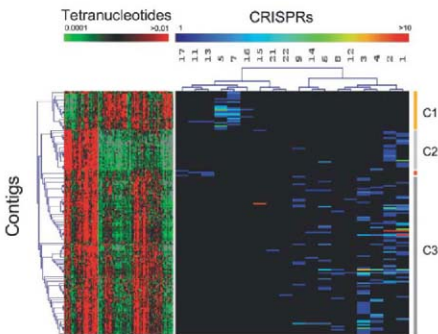 Tetranucleotides CRISPRs
0.0001 >0.01 1 >10
17 11 13 5 7 16 15 21 22 9 14 6 8 12 3 4 2 1
Contigs
C1
C2
C3